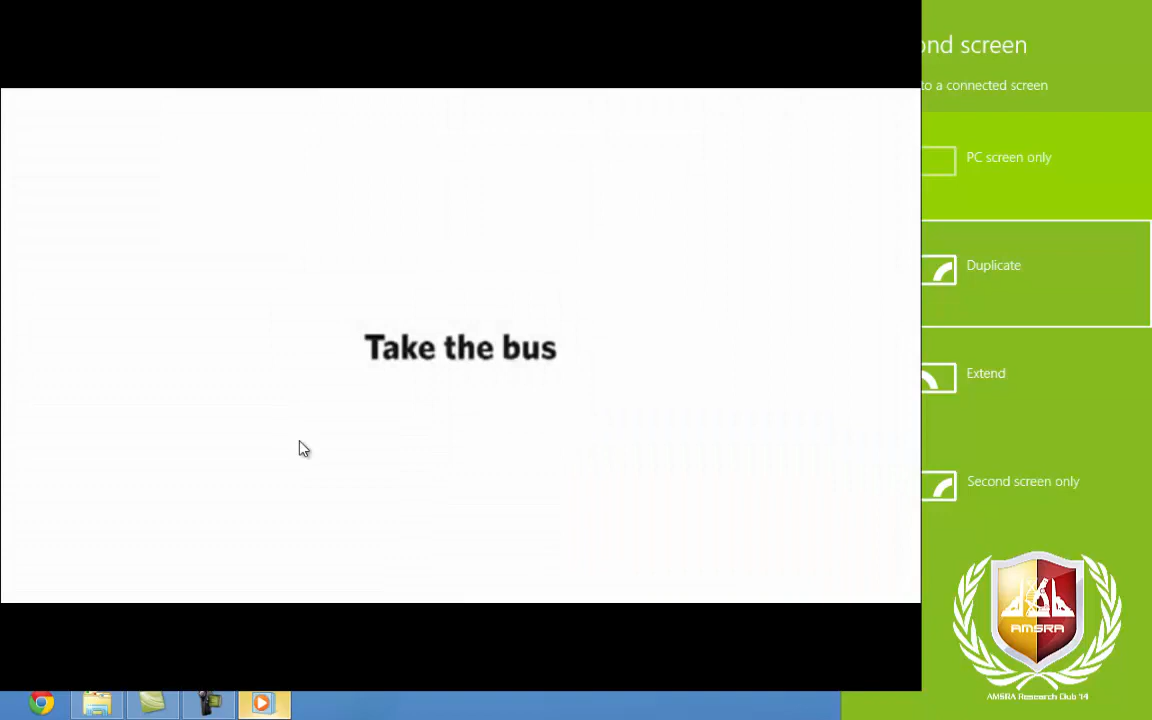 ond screen
to a connected screen
PC screen only
Duplicate
Take the bus
Extend
Second screen only
AMSRA
AMSRA Research Club '14